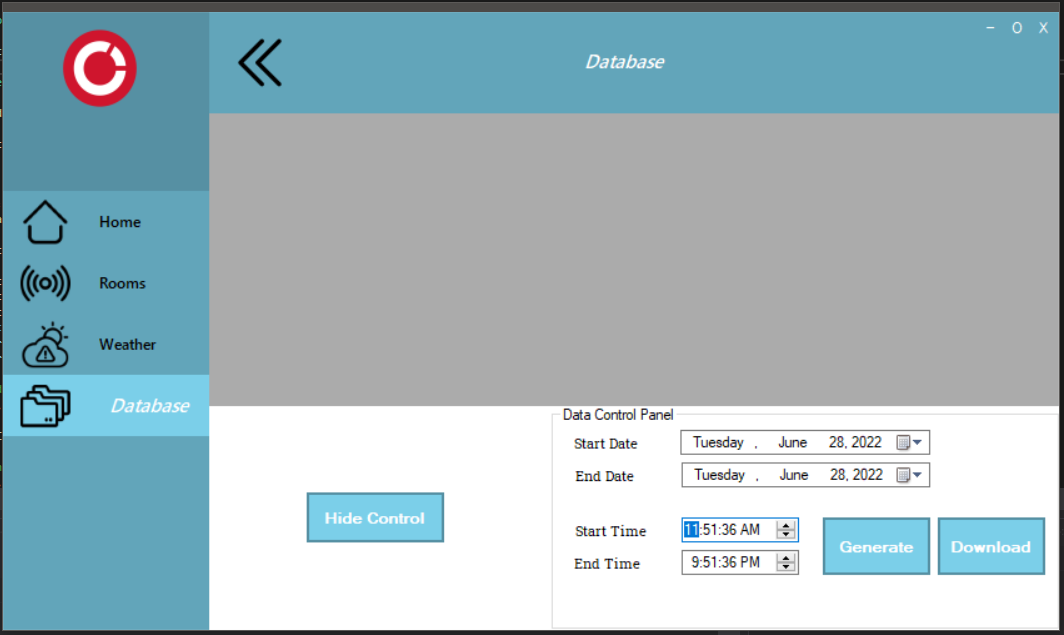 – O X
Database
Home
Rooms
Weather
Database
Data Control Panel
Start Date Tuesday , June 28, 2022
End Date Tuesday , June 28, 2022
Hide Control
Start Time 11:51:36 AM
End Time 9:51:36 PM
Generate Download